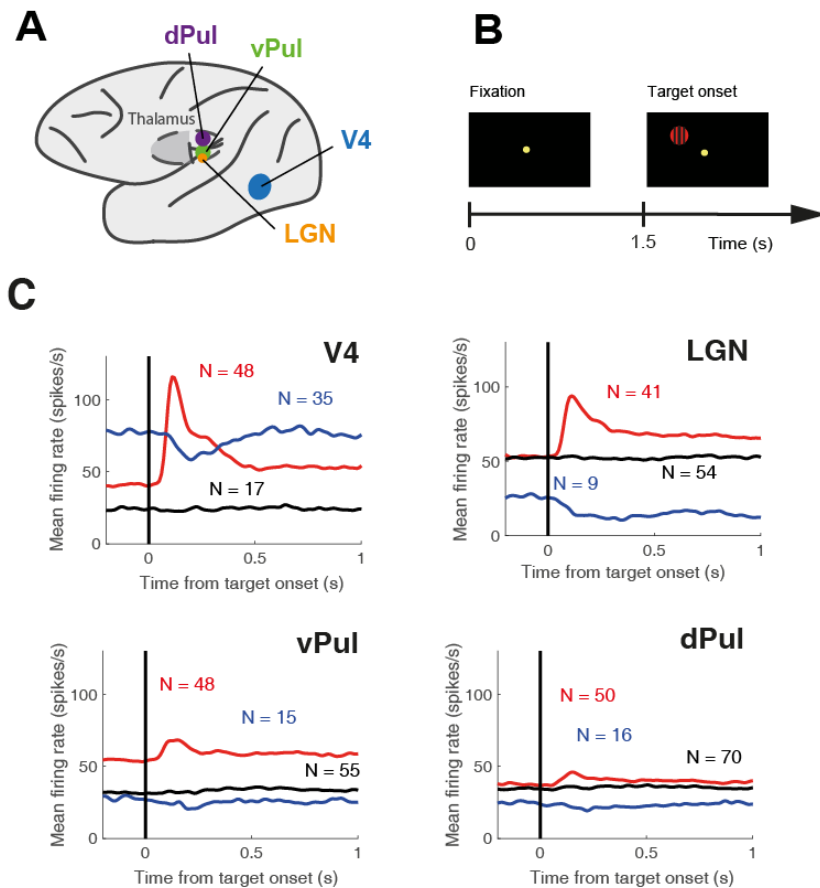 A
dPul
vPul
Thalamus
V4
LGN
B
Fixation
Target onset
0
1.5
Time (s)
C
V4
Mean firing rate (spikes/s)
100
50
0
N = 48
N = 35
N = 17
0
0.5
1
Time from target onset (s)
LGN
Mean firing rate (spikes/s)
100
50
0
N = 41
N = 54
N = 9
0
0.5
1
Time from target onset (s)
vPul
Mean firing rate (spikes/s)
100
50
0
N = 48
N = 15
N = 55
0
0.5
1
Time from target onset (s)
dPul
Mean firing rate (spikes/s)
100
50
0
N = 50
N = 16
N = 70
0
0.5
1
Time from target onset (s)